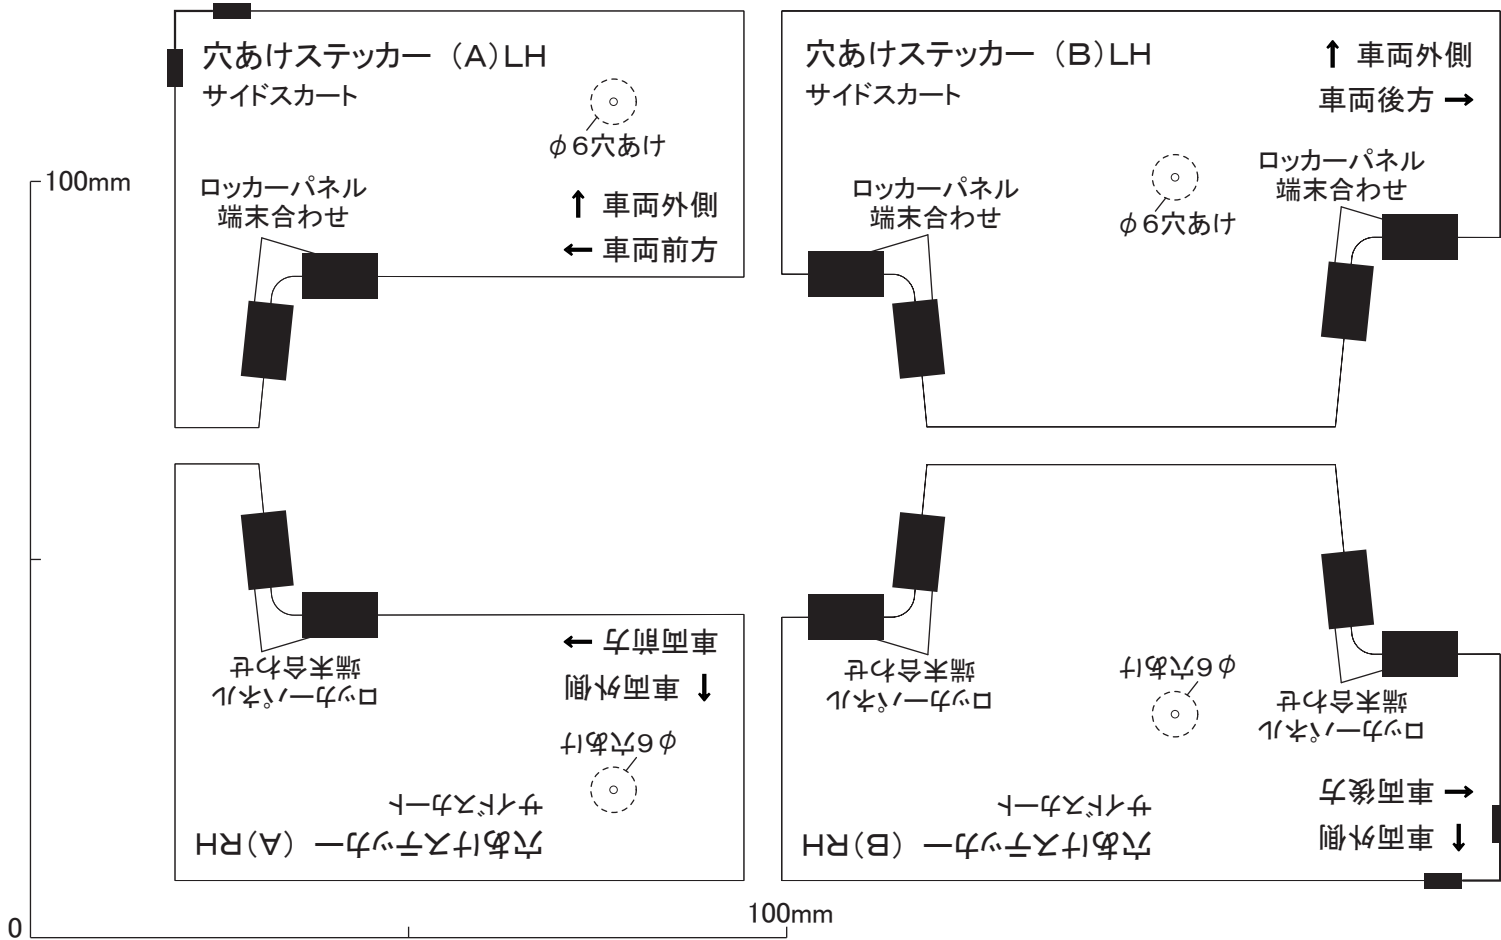 穴あけステッカー (A)LH
サイドスカート
φ6穴あけ
ロッカーパネル
端末合わせ
↑ 車両外側
← 車両前方
穴あけステッカー (B)LH
サイドスカート
↑ 車両外側
車両後方 →
ロッカーパネル
端末合わせ
φ6穴あけ
ロッカーパネル
端末合わせ
100mm
← 車両前方
↓ 車両外側
ロッカーパネル
端末合わせ
φ6穴あけ
サイドスカート
穴あけステッカー (A)RH
ロッカーパネル
端末合わせ
φ6穴あけ
ロッカーパネル
端末合わせ
車両後方 →
車両外側 ↓
サイドスカート
穴あけステッカー (B)RH
0
100mm